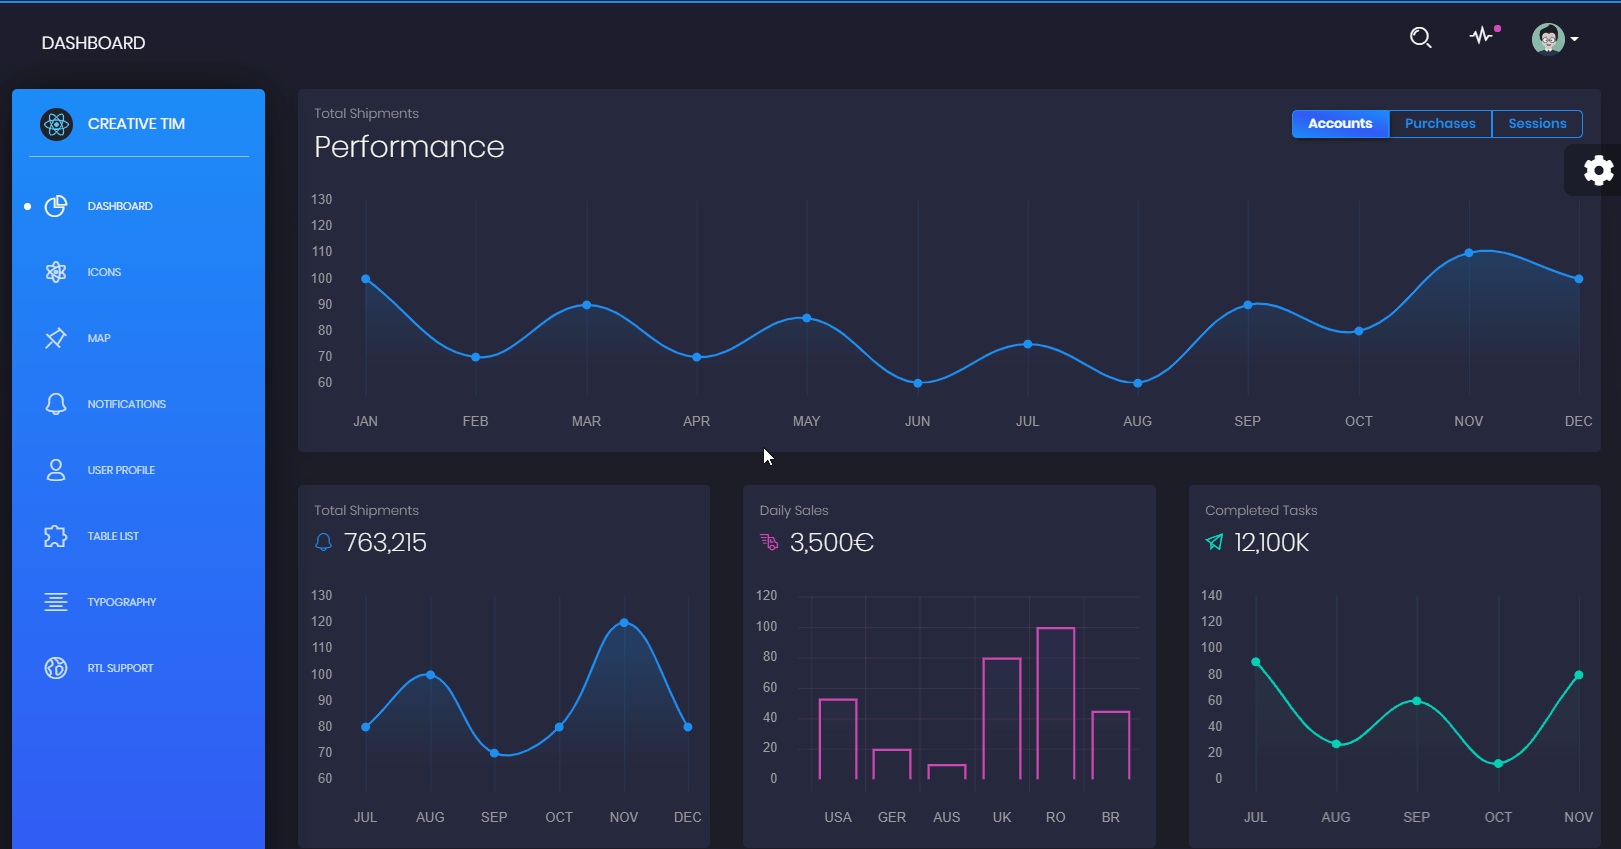 DASHBOARD
CREATIVE TIM
DASHBOARD
ICONS
MAP
NOTIFICATIONS
USER PROFILE
TABLE LIST
TYPOGRAPHY
RTL SUPPORT
Total Shipments
Performance
Accounts Purchases Sessions
130
120
110
100
90
80
70
60
JAN FEB MAR APR MAY JUN JUL AUG SEP OCT NOV DEC
Total Shipments
763,215
130
120
110
100
90
80
70
60
JUL AUG SEP OCT NOV DEC
Daily Sales
3,500€
120
100
80
60
40
20
0
USA GER AUS UK RO BR
Completed Tasks
12,100K
140
120
100
80
60
40
20
0
JUL AUG SEP OCT NOV